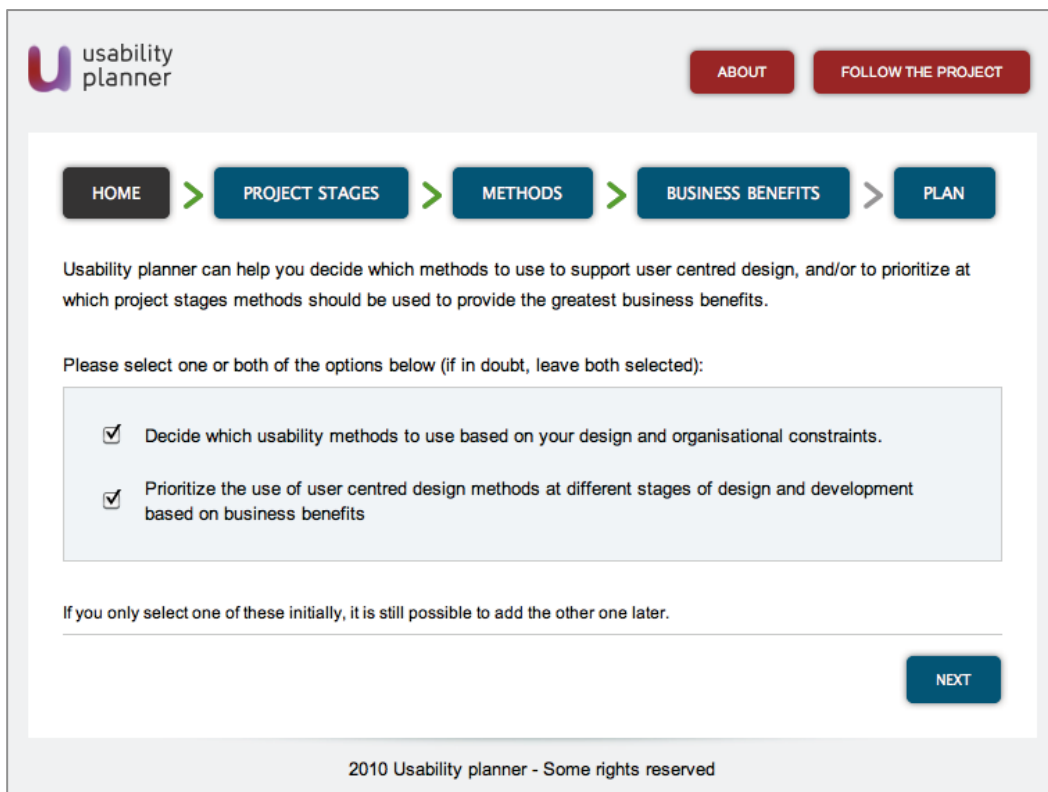 usability
planner
ABOUT
FOLLOW THE PROJECT
HOME
PROJECT STAGES
METHODS
BUSINESS BENEFITS
PLAN
Usability planner can help you decide which methods to use to support user centred design, and/or to prioritize at
which project stages methods should be used to provide the greatest business benefits.
Please select one or both of the options below (if in doubt, leave both selected):
Decide which usability methods to use based on your design and organisational constraints.
Prioritize the use of user centred design methods at different stages of design and development
based on business benefits
If you only select one of these initially, it is still possible to add the other one later.
NEXT
2010 Usability planner - Some rights reserved